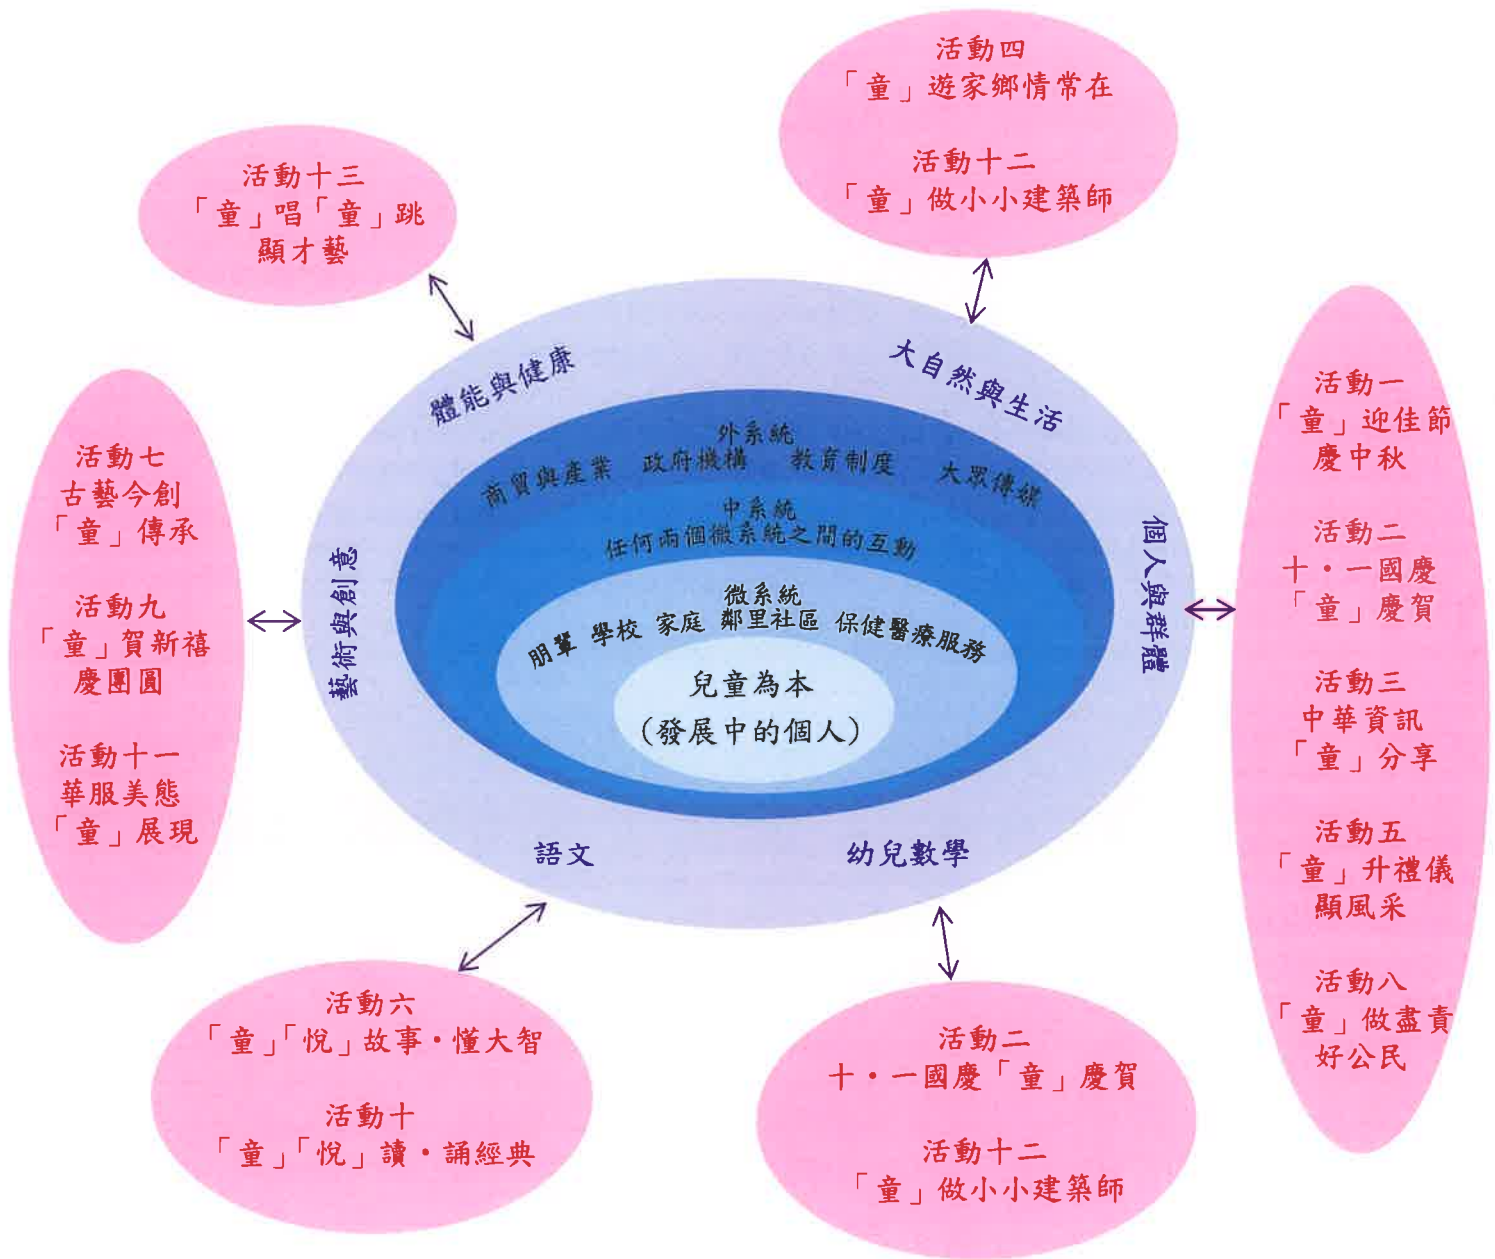 活動四
「童」遊家鄉情常在
活動十二
「童」做小小建築師
活動十三
「童」唱「童」跳
顯才藝
體能與健康
大自然與生活
外系統
商貿與產業 政府機構 教育制度 大眾傳媒
中系統
任何兩個微系統之間的互動
微系統
朋輩 學校 家庭 鄰里社區 保健醫療服務
兒童為本
(發展中的個人)
藝術與創意
個人與群體
語文
幼兒數學
活動七
古藝今創
「童」傳承
活動九
「童」賀新禧
慶團圓
活動十一
華服美態
「童」展現
活動一
「童」迎佳節
慶中秋
活動二
十・一國慶
「童」慶賀
活動三
中華資訊
「童」分享
活動五
「童」升禮儀
顯風采
活動八
「童」做盡責
好公民
活動六
「童」「悅」故事・懂大智
活動十
「童」「悅」讀・誦經典
活動二
十・一國慶「童」慶賀
活動十二
「童」做小小建築師